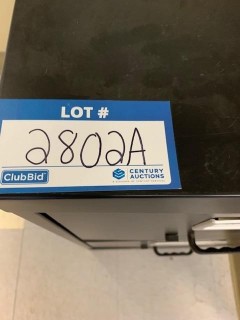 LOT #
2802A
ClubBid
CENTURY
AUCTIONS